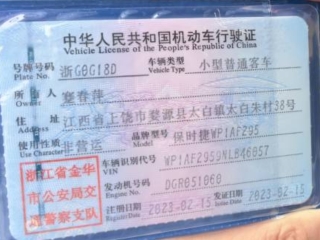 中华人民共和国机动车行驶证
Vehicle License of the People's Republic of China
号牌号码 浙G0G18D 车辆类型 小型普通客车
Plate No. Vehicle Type
所有人 蹇春萍
Owner
住址 江西省上饶市婺源县太白镇太白朱村38号
Address
使用性质 非营运 品牌型号 保时捷WP1AF295
Use Character Model
浙江省金华
市公安局交
通警察支队
车辆识别代号
VIN
发动机号码 DGR051060
Engine No.
注册日期 2023-02-15 发证日期 2023-02-15
Register Date Issue Date